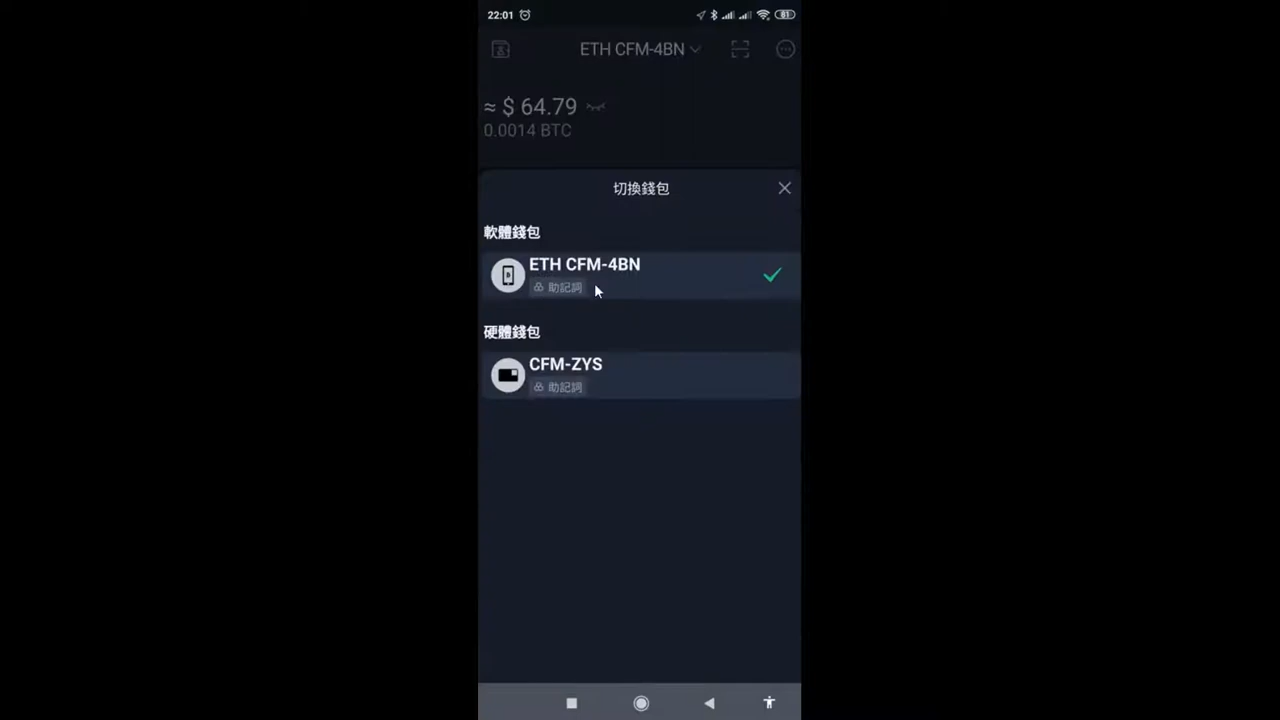 22:01
81
ETH CFM-4BN
≈ $ 64.79
0.0014 BTC
切換錢包
軟體錢包
ETH CFM-4BN
助記詞
硬體錢包
CFM-ZYS
助記詞